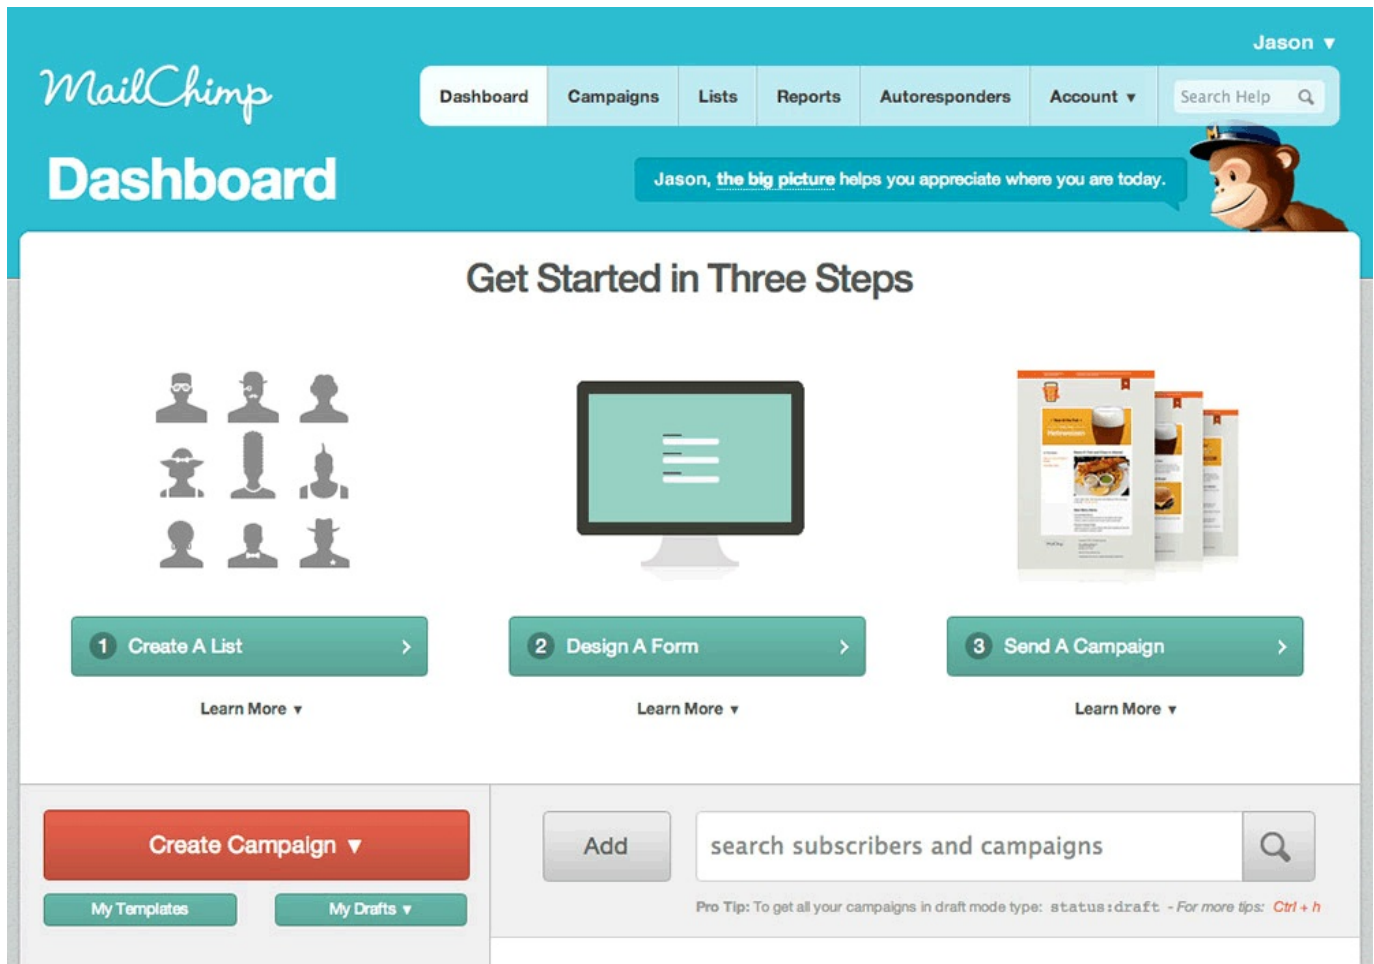 Jason ▼
MailChimp
Dashboard
Campaigns
Lists
Reports
Autoresponders
Account ▼
Search Help
Dashboard
Jason, the big picture helps you appreciate where you are today.
Get Started in Three Steps
1 Create A List
2 Design A Form
3 Send A Campaign
Learn More ▼
Learn More ▼
Learn More ▼
Create Campaign ▼
Add
search subscribers and campaigns
My Templates
My Drafts ▼
Pro Tip: To get all your campaigns in draft mode type: status:draft - For more tips: Ctrl + h